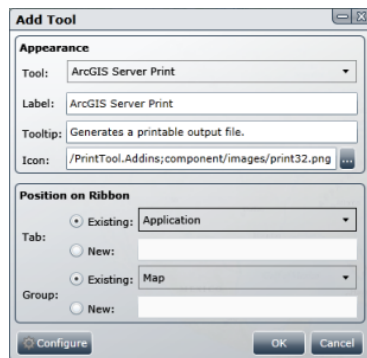 Add Tool
Appearance
Tool: ArcGIS Server Print
Label: ArcGIS Server Print
Tooltip: Generates a printable output file.
Icon: /PrintTool.Addins;component/images/print32.png ...
Position on Ribbon
Tab:
Existing: Application
New:
Group:
Existing: Map
New:
Configure OK Cancel